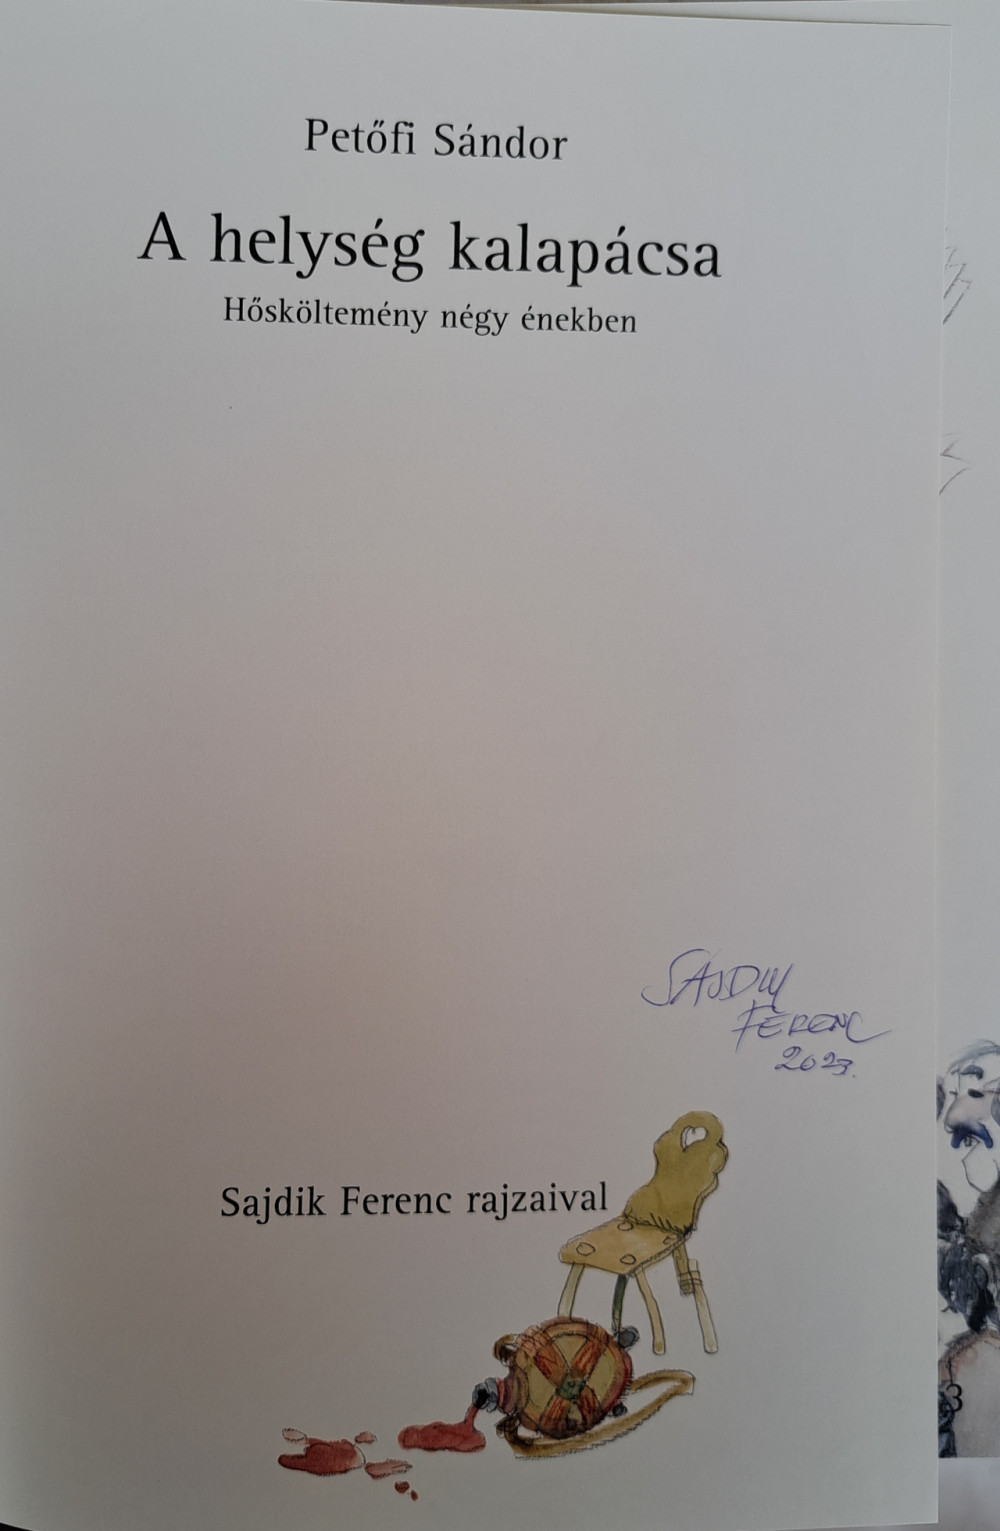 Petőfi Sándor
A helység kalapácsa
Hősköltemény négy énekben
SAJDIK
FERENC
2023.
Sajdik Ferenc rajzaival
3